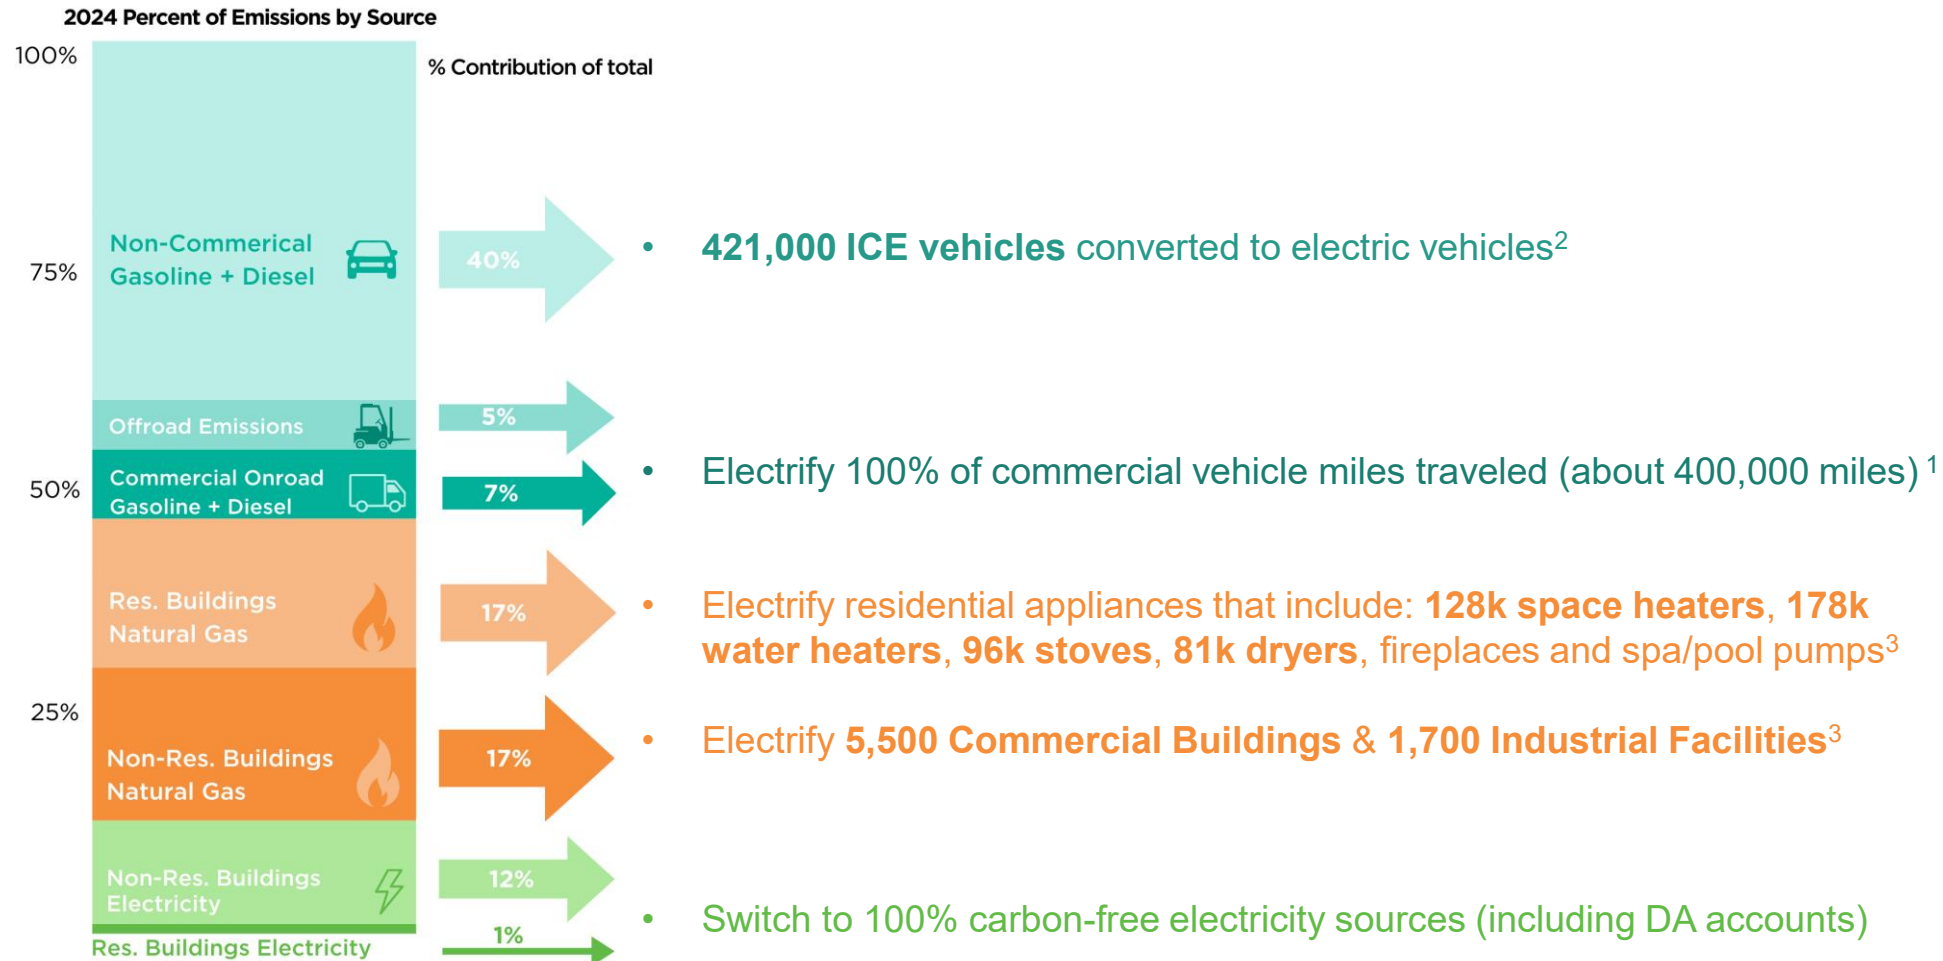 2024 Percent of Emissions by Source
% Contribution of total
100%
75%
50%
25%
Non-Commerical
Gasoline + Diesel
40%
• 421,000 ICE vehicles converted to electric vehicles2
Offroad Emissions
5%
Commercial Onroad
Gasoline + Diesel
7%
• Electrify 100% of commercial vehicle miles traveled (about 400,000 miles) 1
Res. Buildings
Natural Gas
17%
• Electrify residential appliances that include: 128k space heaters, 178k
water heaters, 96k stoves, 81k dryers, fireplaces and spa/pool pumps3
Non-Res. Buildings
Natural Gas
17%
• Electrify 5,500 Commercial Buildings & 1,700 Industrial Facilities3
Non-Res. Buildings
Electricity
12%
Res. Buildings Electricity
1%
• Switch to 100% carbon-free electricity sources (including DA accounts)